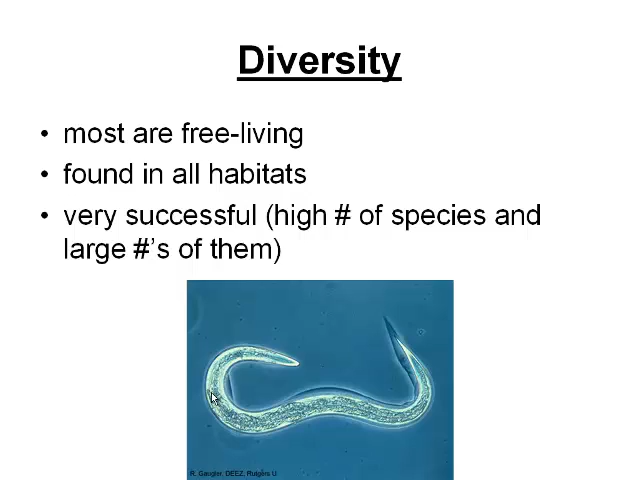 Diversity
• most are free-living
• found in all habitats
• very successful (high # of species and
large #'s of them)
R. Gaugler, DEEZ, Rutgers U.